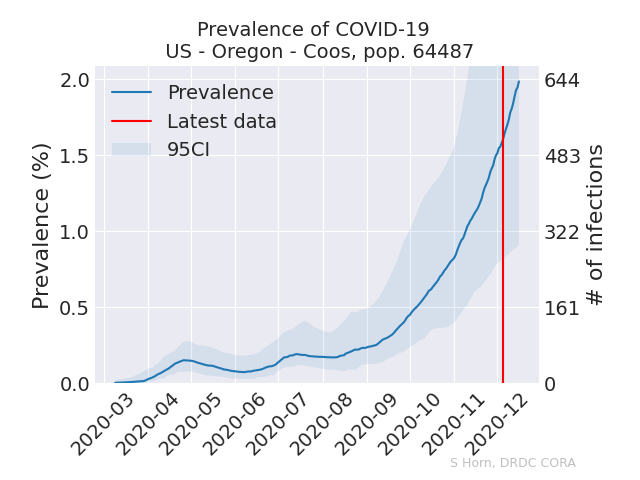 Prevalence of COVID-19
US - Oregon - Coos, pop. 64487
Prevalence
Latest data
95CI
Prevalence (%)
2.0
1.5
1.0
0.5
0.0
# of infections
644
483
322
161
0
2020-03
2020-04
2020-05
2020-06
2020-07
2020-08
2020-09
2020-10
2020-11
2020-12
S Horn, DRDC CORA